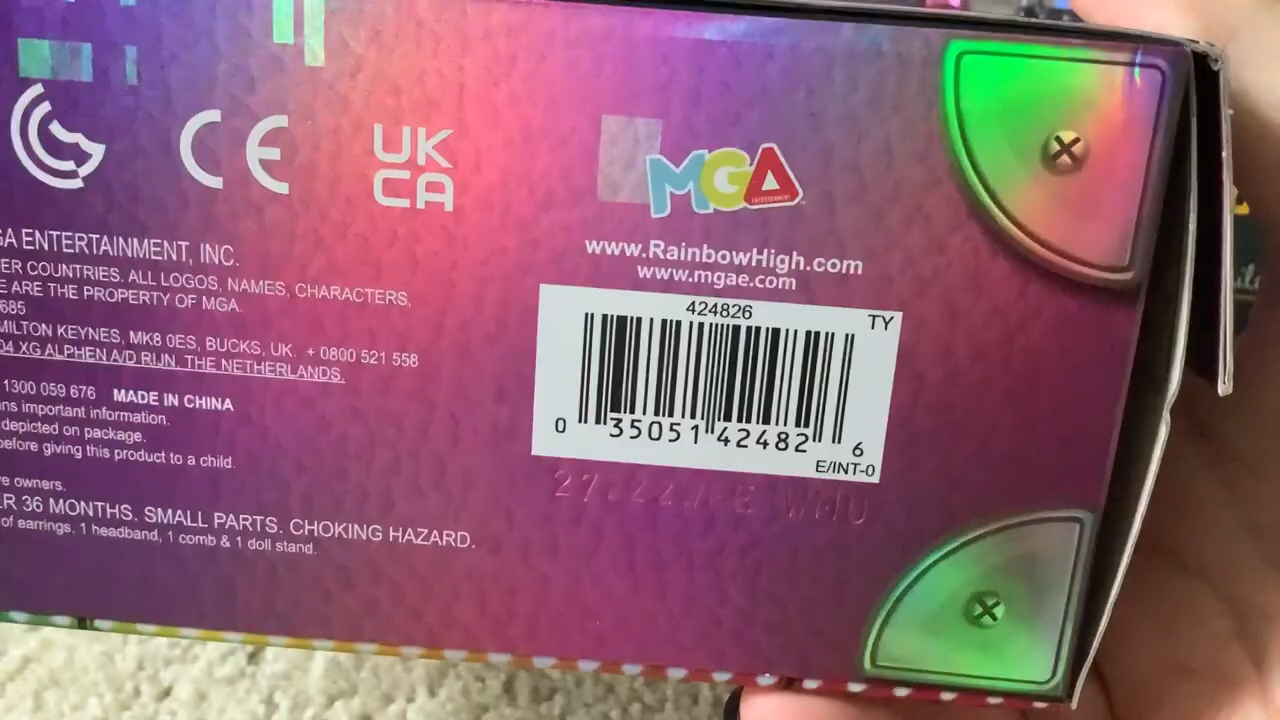 CE
UK
CA
MGA
ENTERTAINMENT
www.RainbowHigh.com
www.mgae.com
GA ENTERTAINMENT, INC.
ER COUNTRIES. ALL LOGOS, NAMES, CHARACTERS,
E ARE THE PROPERTY OF MGA.
685
MILTON KEYNES, MK8 0ES, BUCKS, UK. + 0800 521 558
04 XG ALPHEN A/D RIJN, THE NETHERLANDS.
1300 059 676 MADE IN CHINA
ns important information.
depicted on package.
before giving this product to a child.
e owners.
R 36 MONTHS. SMALL PARTS. CHOKING HAZARD.
of earrings, 1 headband, 1 comb & 1 doll stand.
424826
TY
0 35051 42482 6
E/INT-0